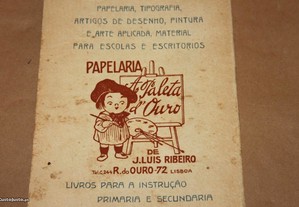 PAPELARIA, TIPOGRAFIA,
ARTIGOS DE DESENHO, PINTURA
E ARTE APLICADA, MATERIAL
PARA ESCOLAS E ESCRITORIOS
PAPELARIA
A Paleta
d'Ouro
DE
J. LUIS RIBEIRO
R. do OURO-72 LISBOA
LIVROS PARA A INSTRUÇÃO
PRIMARIA E SECUNDARIA